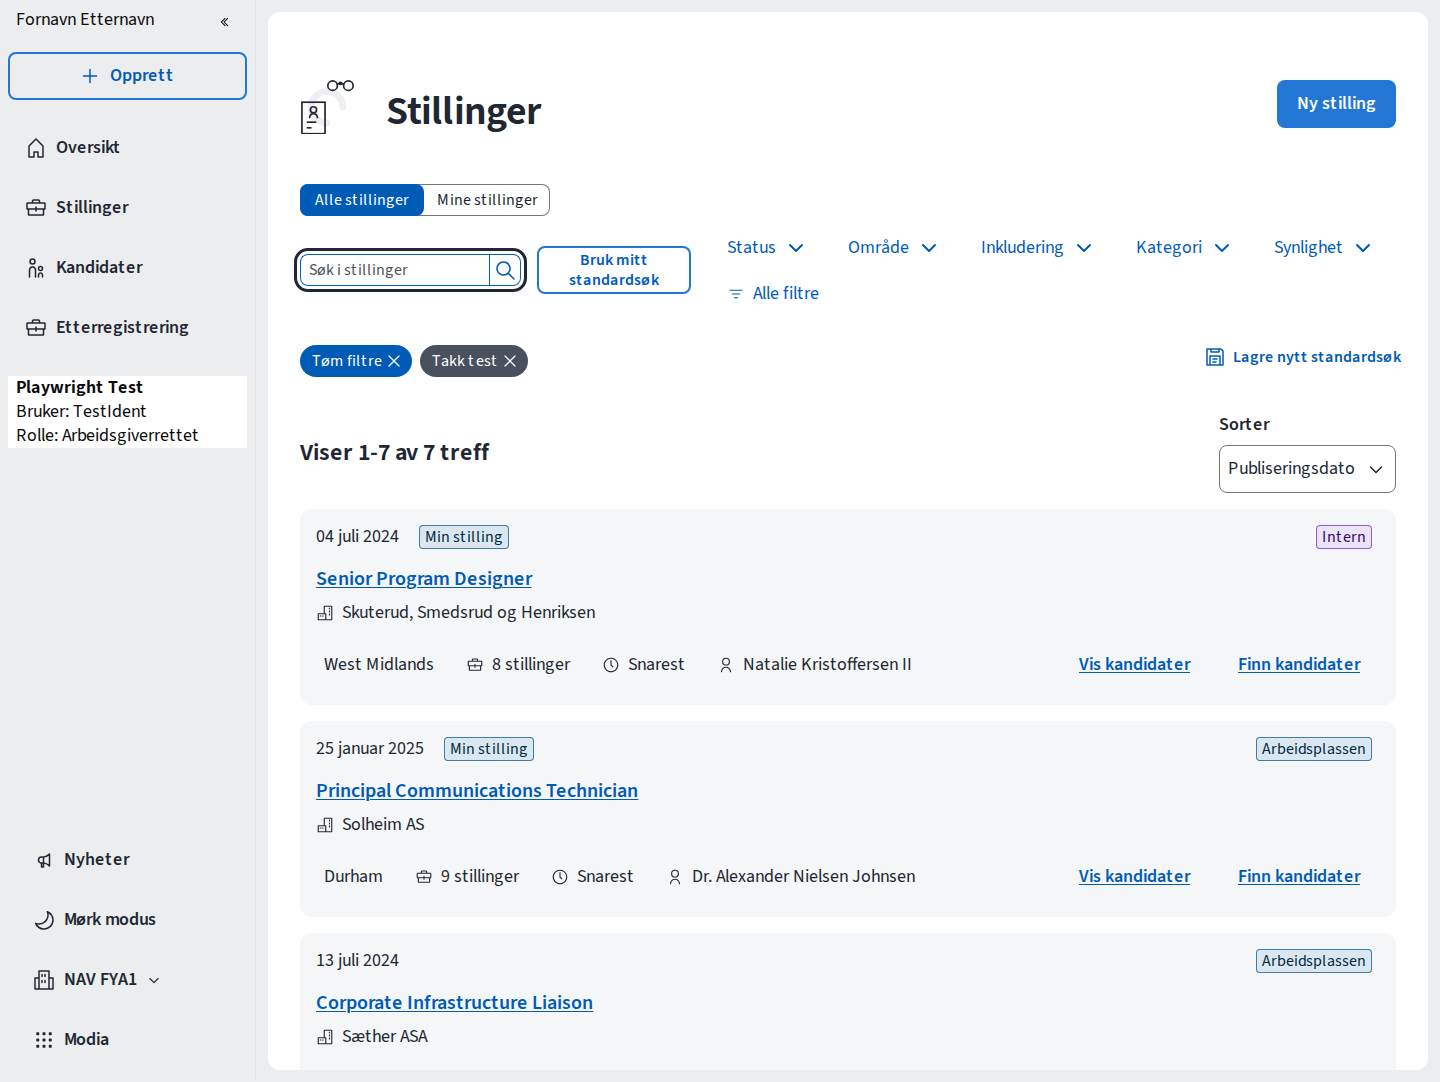 Fornavn Etternavn
Opprett
Oversikt
Stillinger
Kandidater
Etterregistrering
Playwright Test
Bruker: TestIdent
Rolle: Arbeidsgiverrettet
Nyheter
Mørk modus
NAV FYA1
Modia
Stillinger
Ny stilling
Alle stillinger
Mine stillinger
Søk i stillinger
Bruk mitt
standardsøk
Status
Område
Inkludering
Kategori
Synlighet
Alle filtre
Tøm filtre
Takk test
Lagre nytt standardsøk
Viser 1-7 av 7 treff
Sorter
Publiseringsdato
04 juli 2024
Min stilling
Intern
Senior Program Designer
Skuterud, Smedsrud og Henriksen
West Midlands
8 stillinger
Snarest
Natalie Kristoffersen II
Vis kandidater
Finn kandidater
25 januar 2025
Min stilling
Arbeidsplassen
Principal Communications Technician
Solheim AS
Durham
9 stillinger
Snarest
Dr. Alexander Nielsen Johnsen
Vis kandidater
Finn kandidater
13 juli 2024
Arbeidsplassen
Corporate Infrastructure Liaison
Sæther ASA